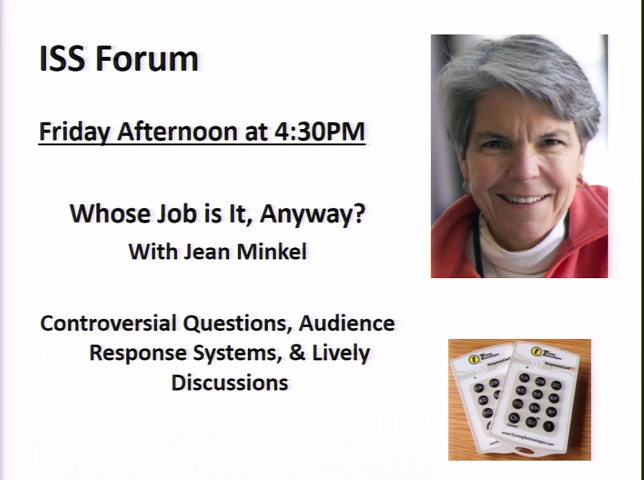 ISS Forum
Friday Afternoon at 4:30PM
Whose Job is It, Anyway?
With Jean Minkel
Controversial Questions, Audience
Response Systems, & Lively
Discussions